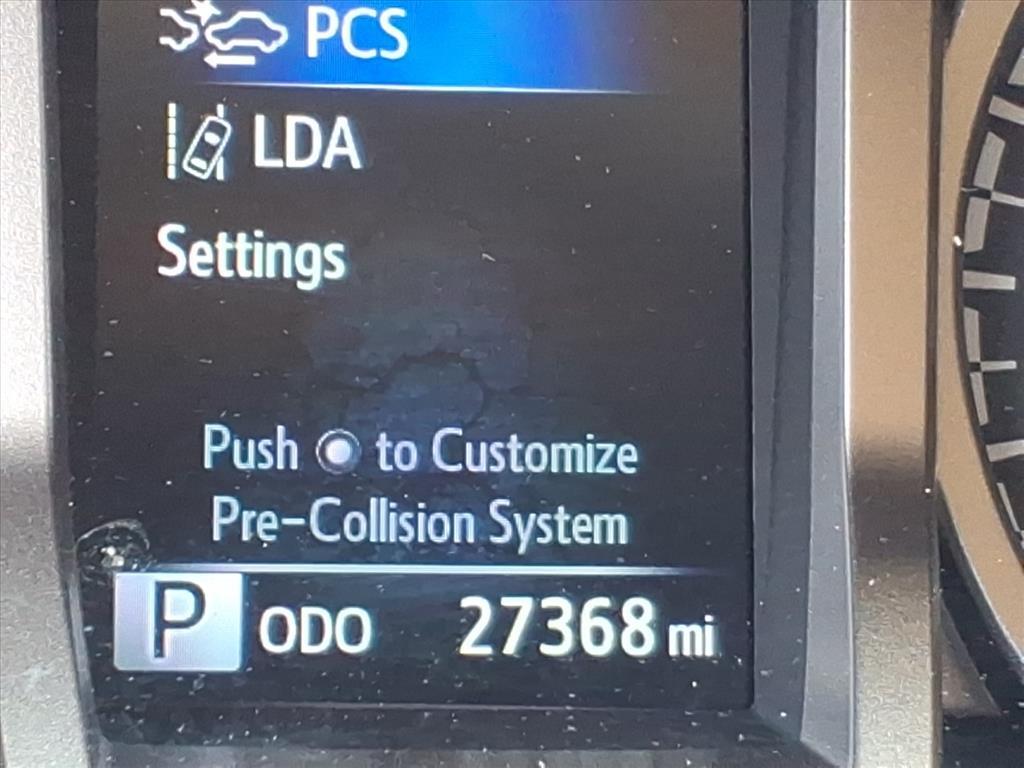 PCS
LDA
Settings
Push to Customize
Pre-Collision System
P ODO 27368 mi